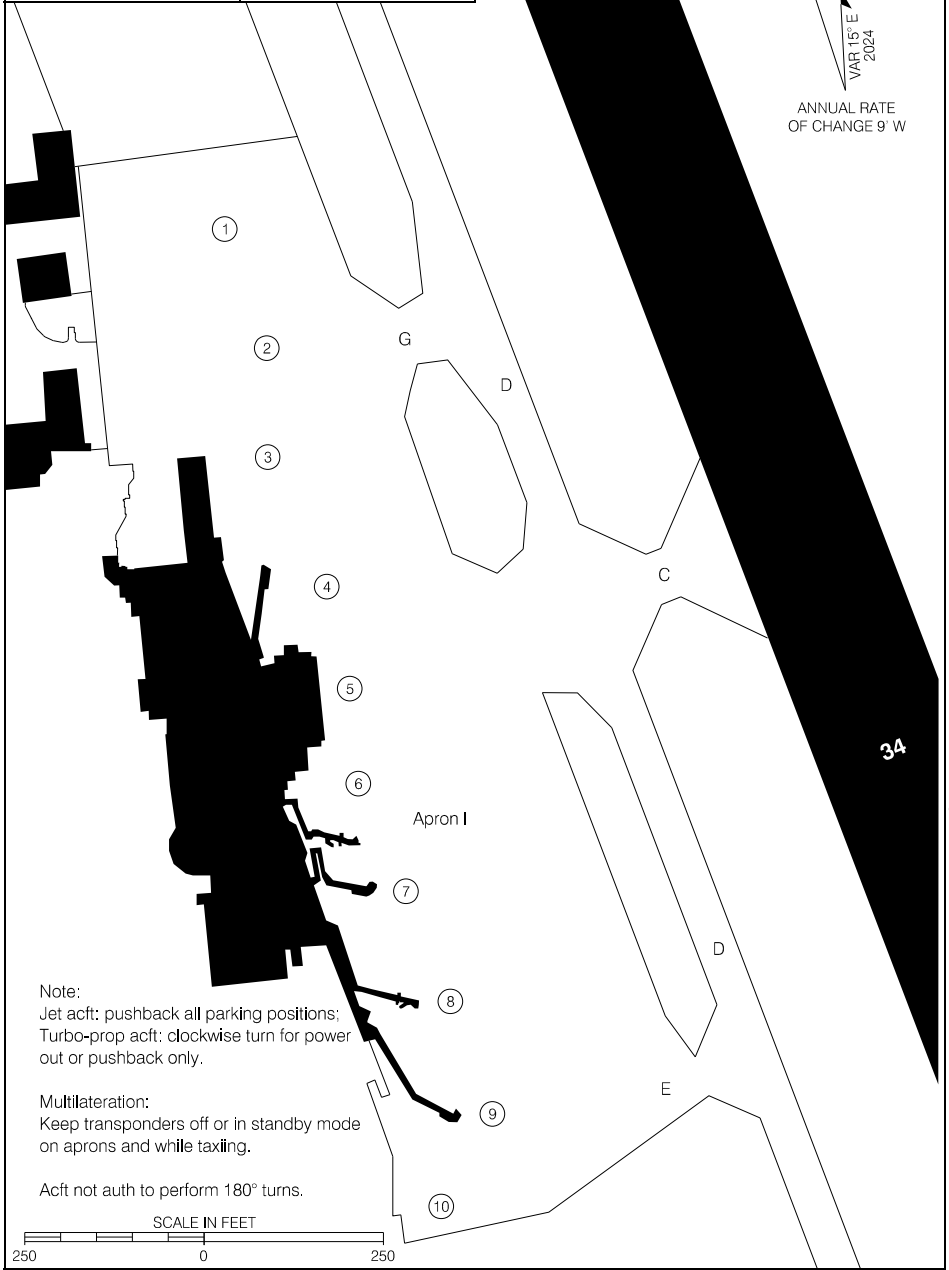 VAR 15° E
2024
ANNUAL RATE
OF CHANGE 9' W
1
G
2
D
3
C
4
5
34
6
Apron I
7
D
8
Note:
Jet acft: pushback all parking positions;
Turbo-prop acft: clockwise turn for power
out or pushback only.
E
Multilateration:
Keep transponders off or in standby mode
on aprons and while taxiing.
9
Acft not auth to perform 180° turns.
10
SCALE IN FEET
250 0 250